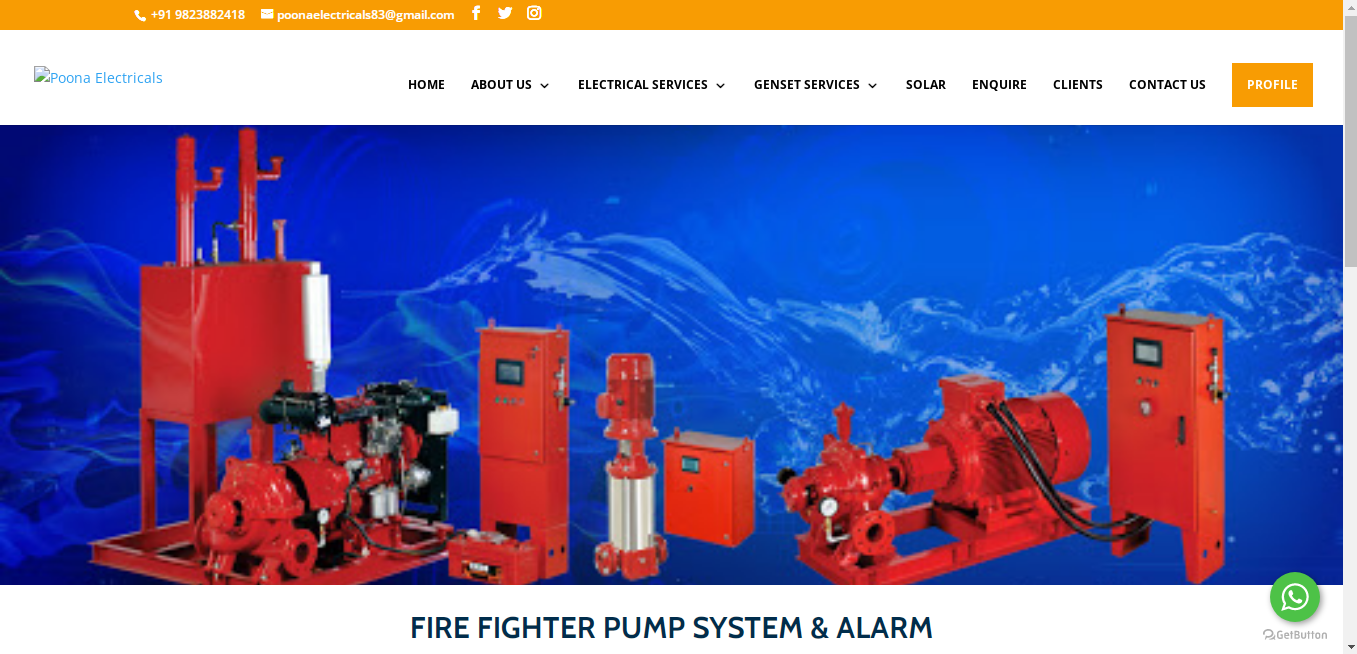 +91 9823882418 poonaelectricals83@gmail.com
Poona Electricals
HOME ABOUT US ELECTRICAL SERVICES GENSET SERVICES SOLAR ENQUIRE CLIENTS CONTACT US PROFILE
FIRE FIGHTER PUMP SYSTEM & ALARM
GetButton